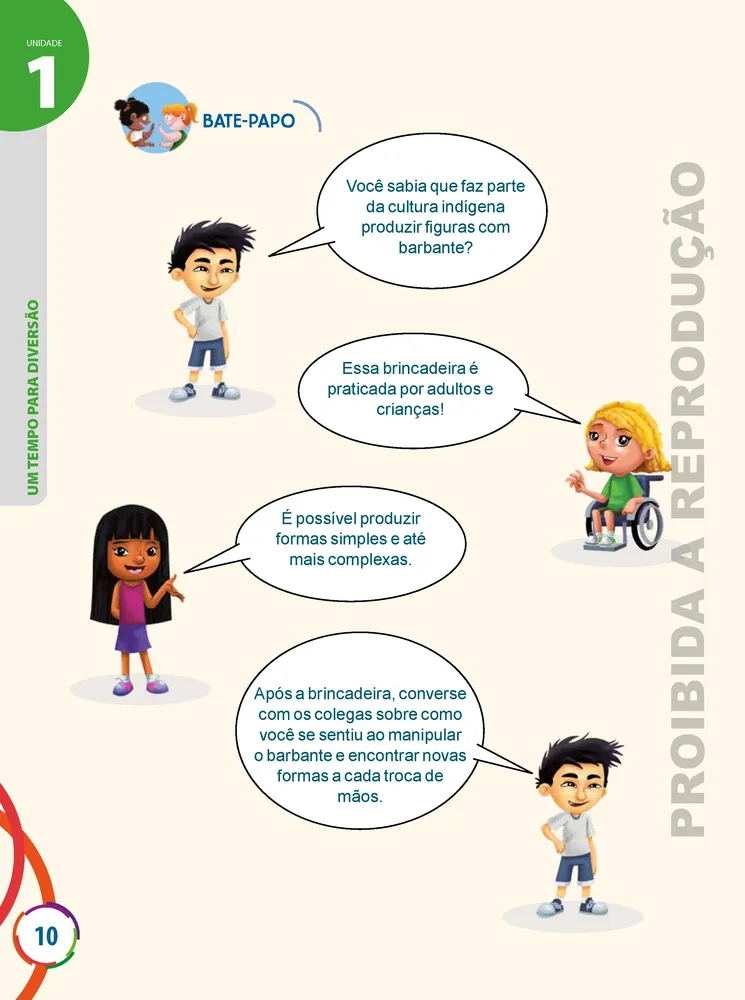 UNIDADE
1
BATE-PAPO
Você sabia que faz parte
da cultura indígena
produzir figuras com
barbante?
Essa brincadeira é
praticada por adultos e
crianças!
É possível produzir
formas simples e até
mais complexas.
Após a brincadeira, converse
com os colegas sobre como
você se sentiu ao manipular
o barbante e encontrar novas
formas a cada troca de
mãos.
UM TEMPO PARA DIVERSÃO
PROIBIDA A REPRODUÇÃO
10